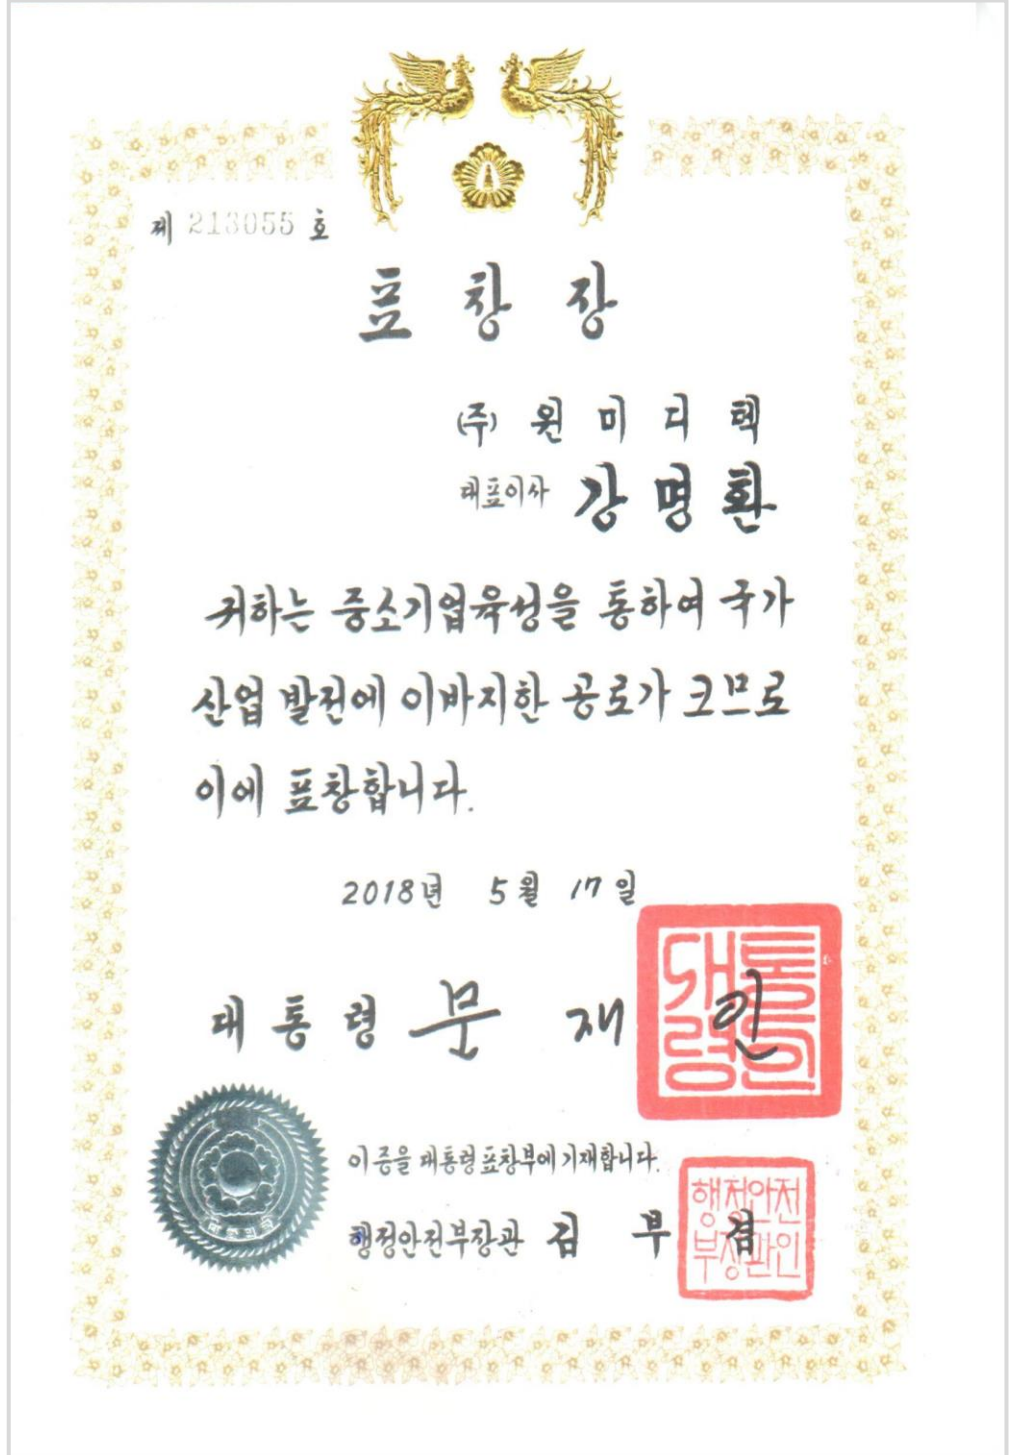 제 213055 호
표 창 장
(주) 원 미 디 텍
대표이사 강 명 환
귀하는 중소기업육성을 통하여 국가
산업 발전에 이바지한 공로가 크므로
이에 표창합니다.
2018년 5월 17일
대 통 령 문 재 인
대통령의인
이 증을 대통령표창부에 기재합니다.
행정안전부장관 김 부 겸
행정안전
부장관인